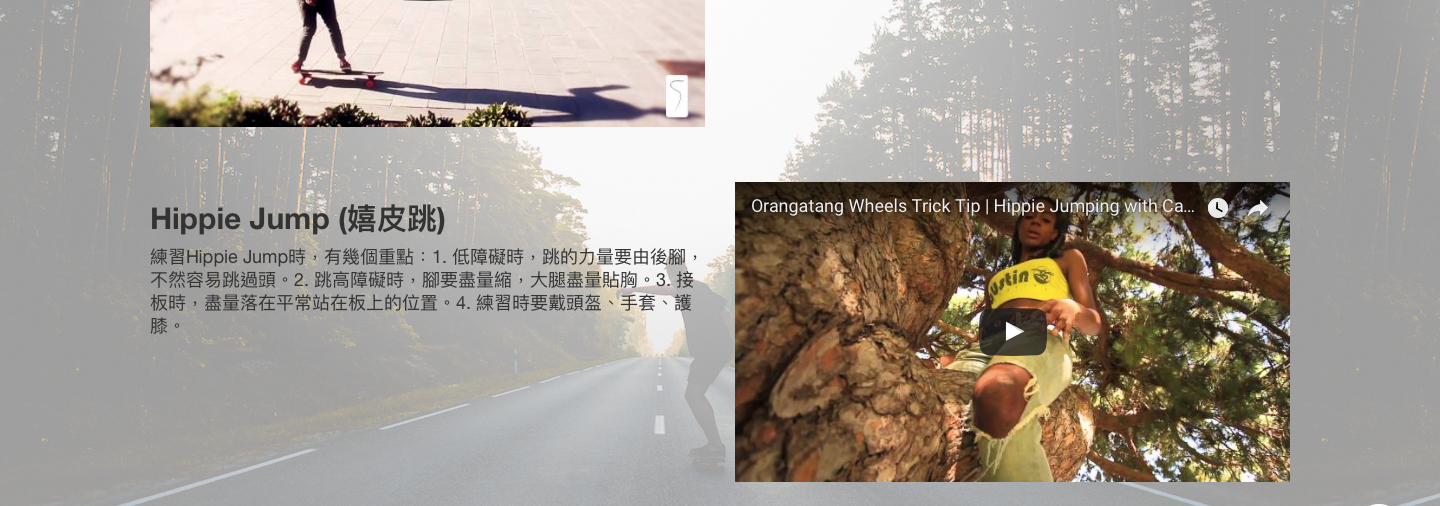 Hippie Jump (嬉皮跳)
練習Hippie Jump時，有幾個重點：1. 低障礙時，跳的力量要由後腳，
不然容易跳過頭。2. 跳高障礙時，腳要盡量縮，大腿盡量貼胸。3. 接
板時，盡量落在平常站在板上的位置。4. 練習時要戴頭盔、手套、護
膝。
Orangatang Wheels Trick Tip | Hippie Jumping with Ca...
ustin